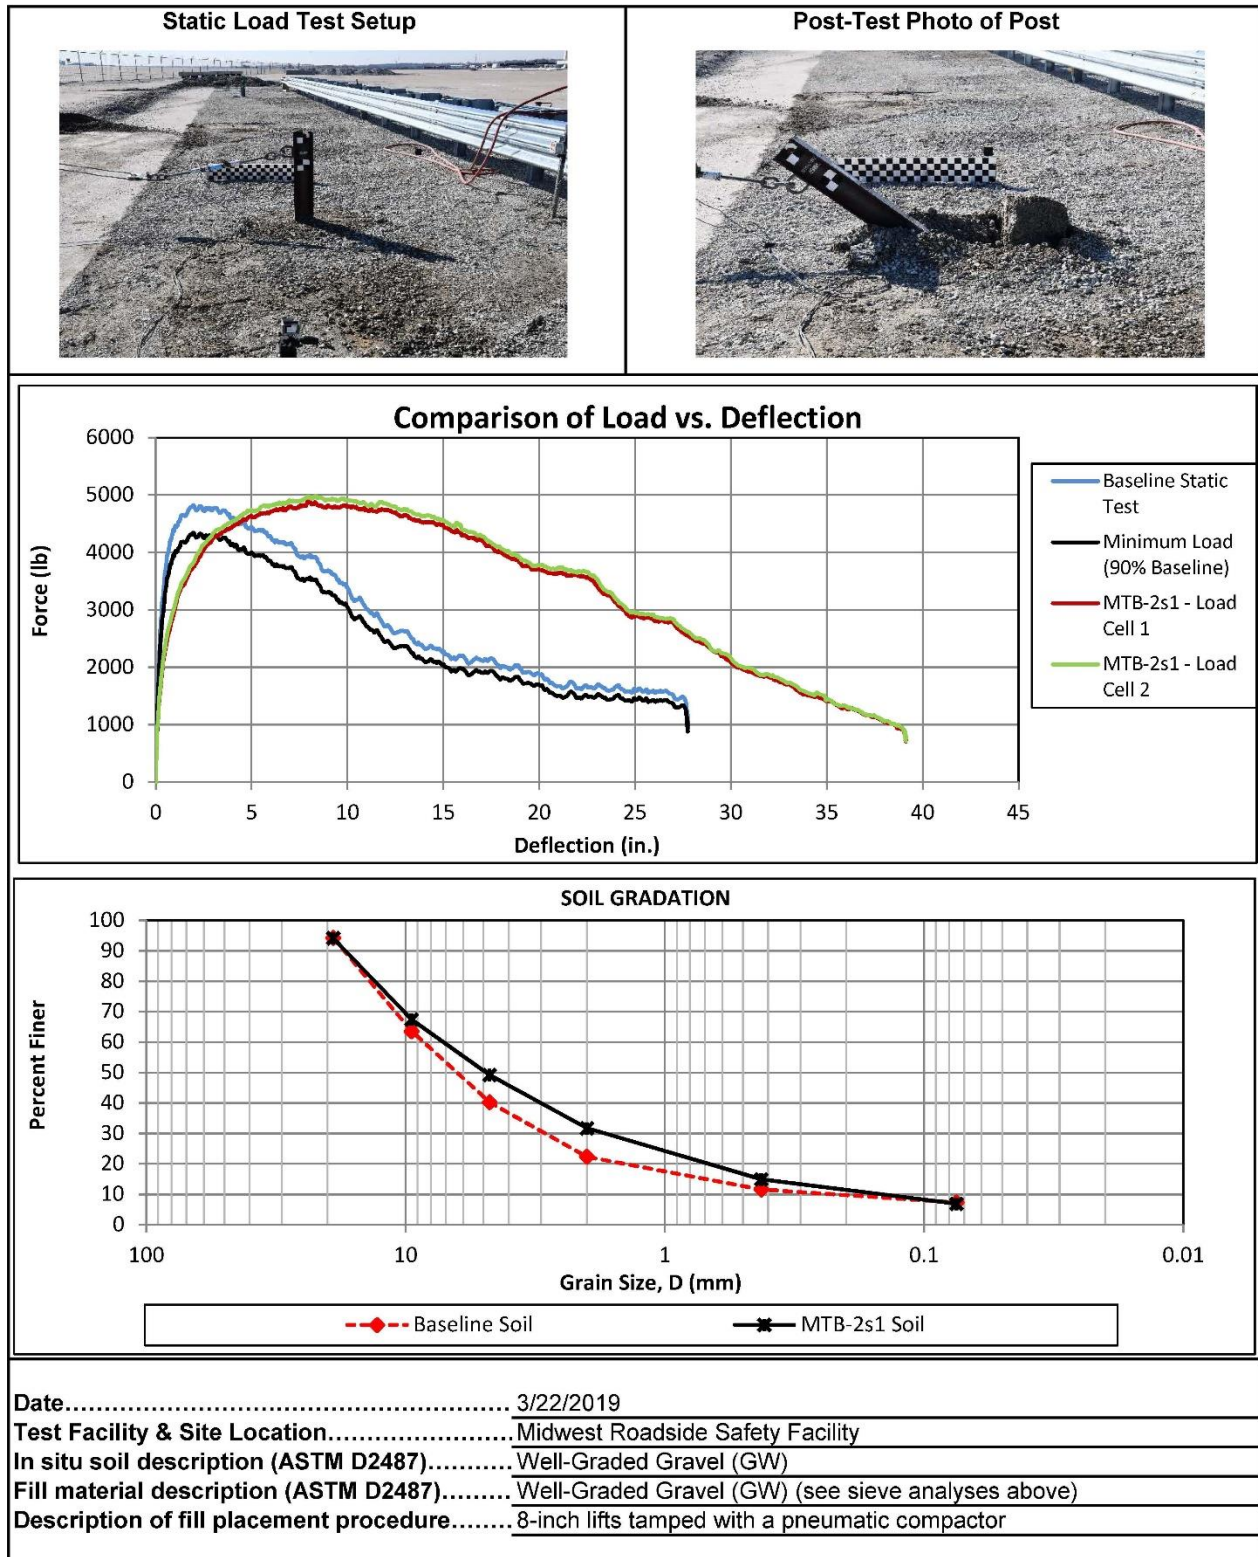 Static Load Test Setup
Post-Test Photo of Post
Comparison of Load vs. Deflection
6000
5000
4000
3000
2000
1000
0
Force (lb)
0 5 10 15 20 25 30 35 40 45
Deflection (in.)
Baseline Static
Test
Minimum Load
(90% Baseline)
MTB-2s1 - Load
Cell 1
MTB-2s1 - Load
Cell 2
SOIL GRADATION
100
90
80
70
60
50
40
30
20
10
0
Percent Finer
100 10 1 0.1 0.01
Grain Size, D (mm)
Baseline Soil
MTB-2s1 Soil
Date.................................................... 3/22/2019
Test Facility & Site Location...................... Midwest Roadside Safety Facility
In situ soil description (ASTM D2487).......... Well-Graded Gravel (GW)
Fill material description (ASTM D2487)........ Well-Graded Gravel (GW) (see sieve analyses above)
Description of fill placement procedure....... 8-inch lifts tamped with a pneumatic compactor